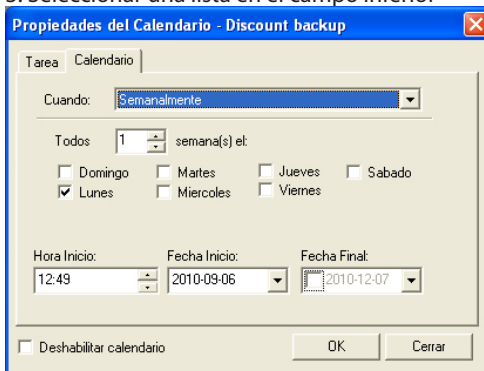 Propiedades del Calendario - Discount backup
Tarea Calendario
Cuando: Semanalmente
Todos 1 semana(s) el:
Domingo Martes Jueves Sabado
Lunes Miercoles Viernes
Hora Inicio: Fecha Inicio: Fecha Final:
12:49 2010-09-06 2010-12-07
Deshabilitar calendario OK Cerrar